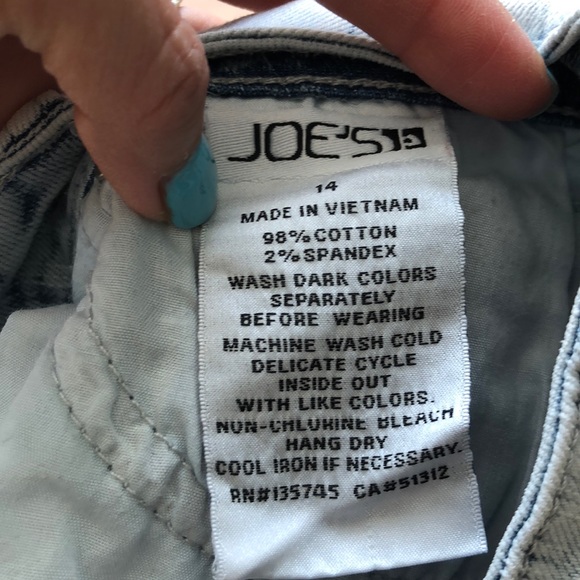 JOE'S
14
MADE IN VIETNAM
98% COTTON
2% SPANDEX
WASH DARK COLORS
SEPARATELY
BEFORE WEARING
MACHINE WASH COLD
DELICATE CYCLE
INSIDE OUT
WITH LIKE COLORS.
NON-CHLORINE BLEACH
HANG DRY
COOL IRON IF NECESSARY.
RN#135745 CA#51312